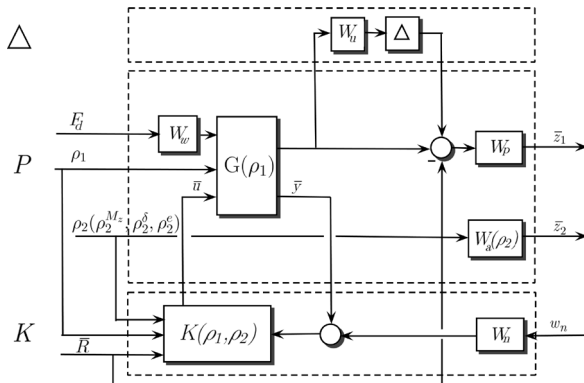 △
W_u
△
F_d
W_w
G(ρ_1)
W_p
z̄_1
P
ρ_1
ū
ȳ
ρ_2(ρ_2^{M_z}, ρ_2^δ, ρ_2^e)
W_a(ρ_2)
z̄_2
K
R̄
K(ρ_1,ρ_2)
W_n
w_n
-